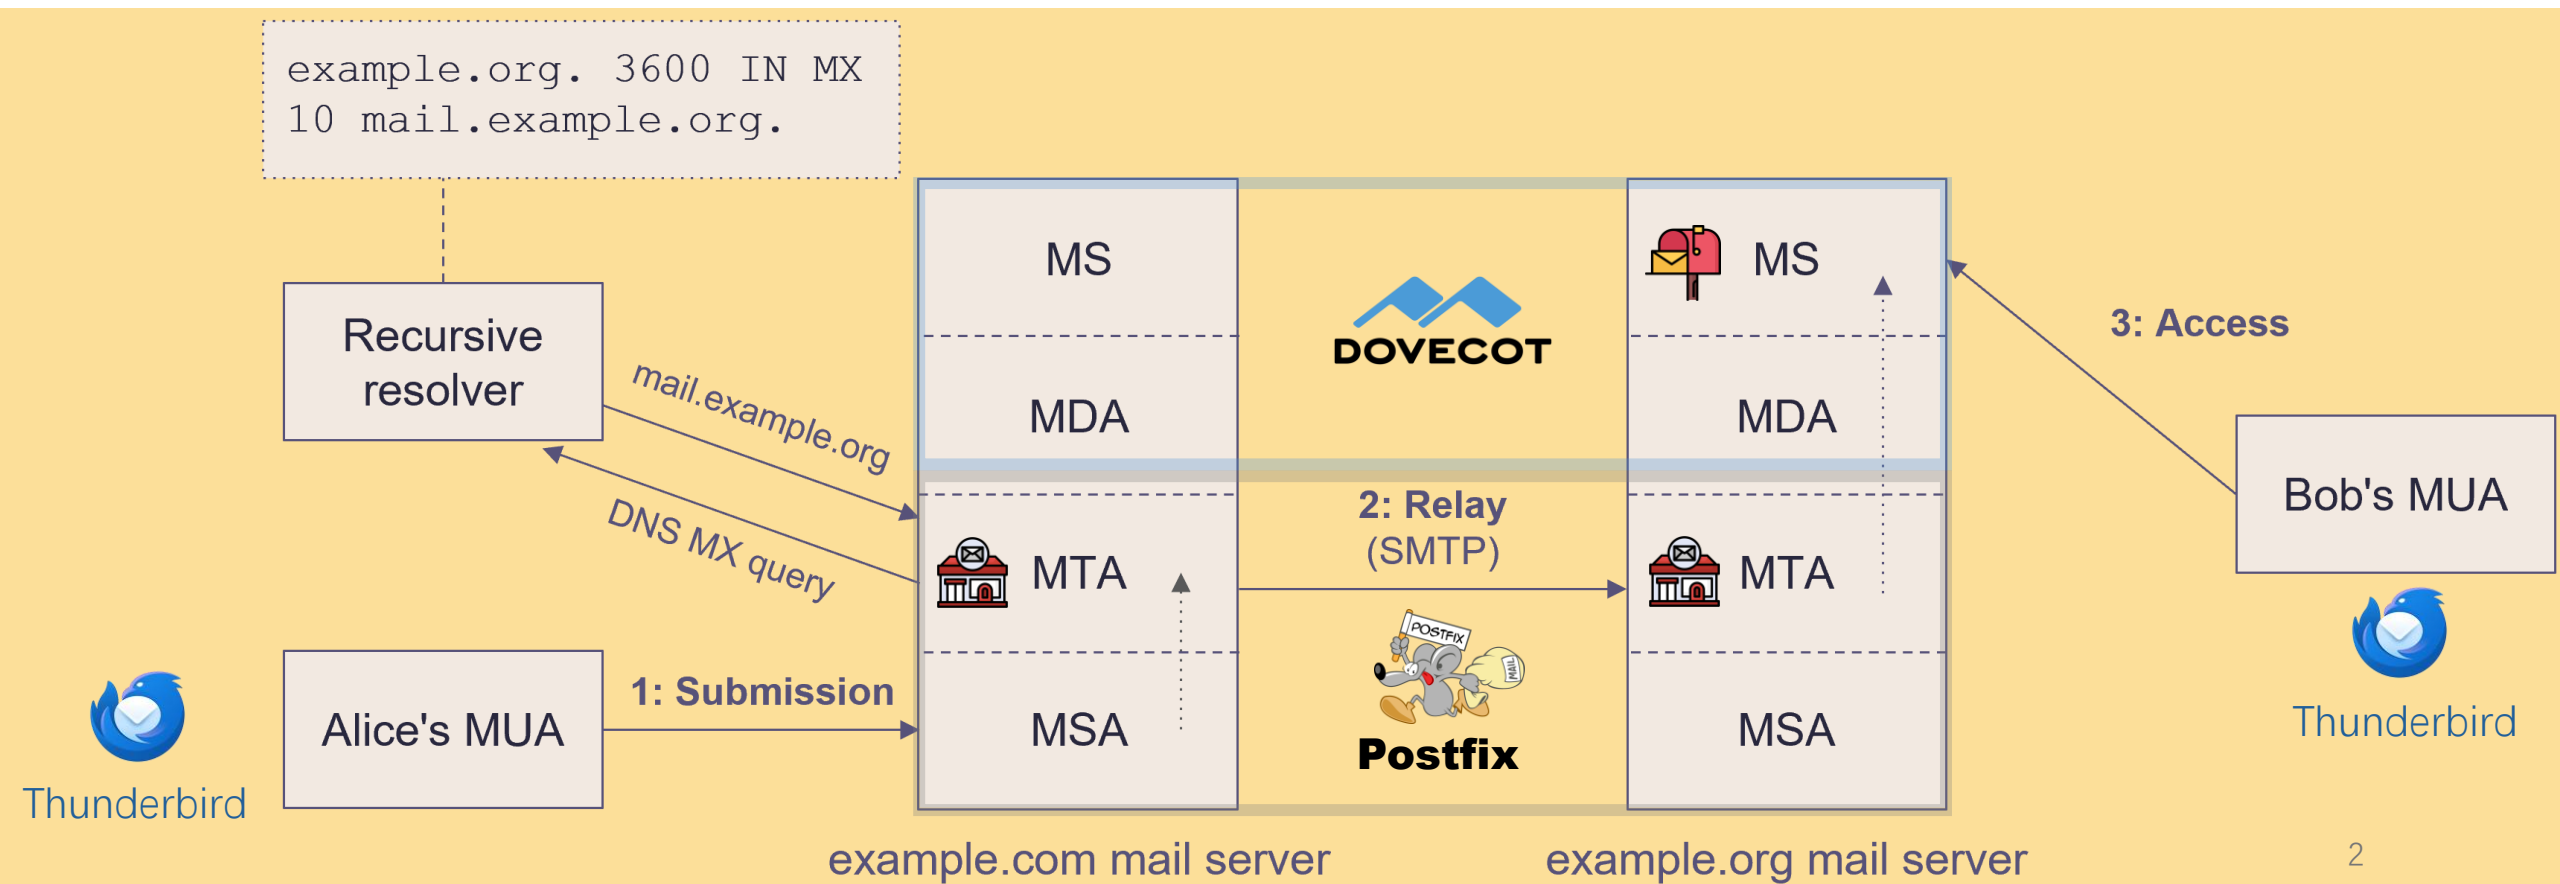 example.org. 3600 IN MX
10 mail.example.org.
Recursive
resolver
mail.example.org
DNS MX query
Thunderbird
Alice's MUA
1: Submission
MS
MDA
MTA
MSA
example.com mail server
DOVECOT
2: Relay
(SMTP)
POSTFIX
MAIL
Postfix
MS
MDA
MTA
MSA
example.org mail server
3: Access
Bob's MUA
Thunderbird
2